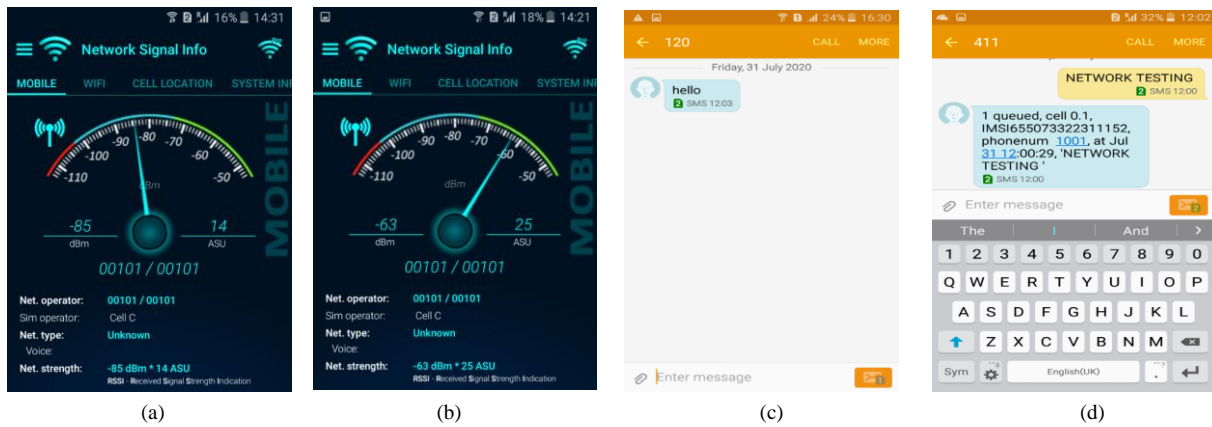 16% 14:31
Network Signal Info
MOBILE WIFI CELL LOCATION SYSTEM INF
MOBILE
-110 -100 -90 -80 -70 -60 -50
dBm
-85 14
dBm ASU
00101 / 00101
Net. operator: 00101 / 00101
Sim operator: Cell C
Net. type: Unknown
Voice:
Net. strength: -85 dBm * 14 ASU
RSSI - Received Signal Strength Indication
(a)
18% 14:21
Network Signal Info
MOBILE WIFI CELL LOCATION SYSTEM INF
MOBILE
-110 -100 -90 -80 -70 -60 -50
dBm
-63 25
dBm ASU
00101 / 00101
Net. operator: 00101 / 00101
Sim operator: Cell C
Net. type: Unknown
Voice:
Net. strength: -63 dBm * 25 ASU
RSSI - Received Signal Strength Indication
(b)
24% 16:30
120 CALL MORE
Friday, 31 July 2020
hello
2 SMS 12:03
Enter message
(c)
2 32% 12:02
411 CALL MORE
NETWORK TESTING
2 SMS 12:00
1 queued, cell 0.1,
IMSI655073322311152,
phonenum 1001, at Jul
31 12:00:29, 'NETWORK
TESTING '
2 SMS 12:00
Enter message
The I And
1 2 3 4 5 6 7 8 9 0
Q W E R T Y U I O P
A S D F G H J K L
Z X C V B N M
Sym English(UK) .
(d)